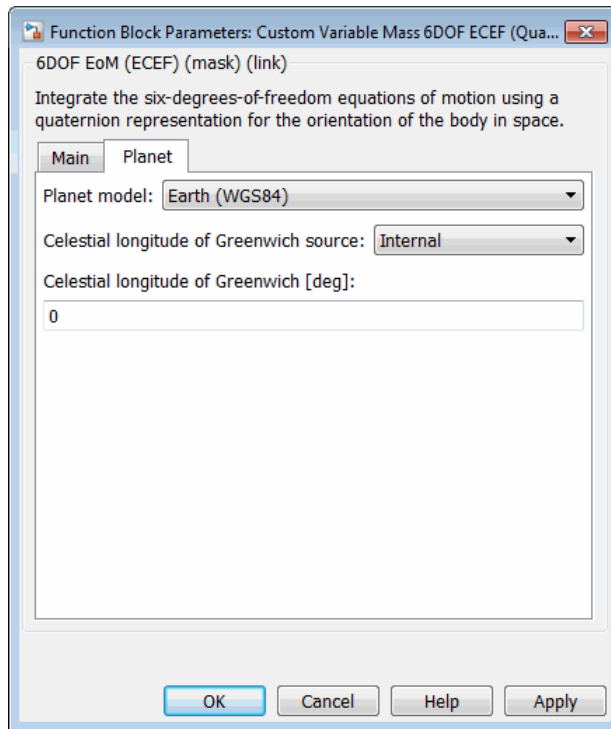 Function Block Parameters: Custom Variable Mass 6DOF ECEF (Qua...
6DOF EoM (ECEF) (mask) (link)
Integrate the six-degrees-of-freedom equations of motion using a
quaternion representation for the orientation of the body in space.
Main Planet
Planet model: Earth (WGS84)
Celestial longitude of Greenwich source: Internal
Celestial longitude of Greenwich [deg]:
0
OK Cancel Help Apply